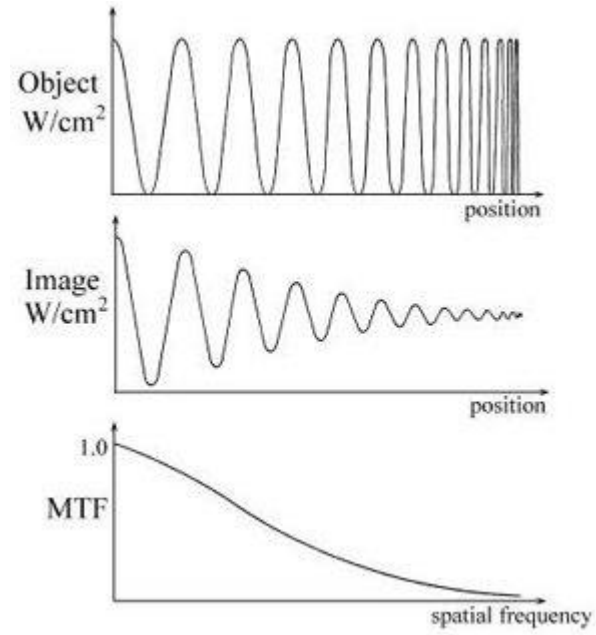 Object
W/cm²
position
Image
W/cm²
position
1.0
MTF
spatial frequency